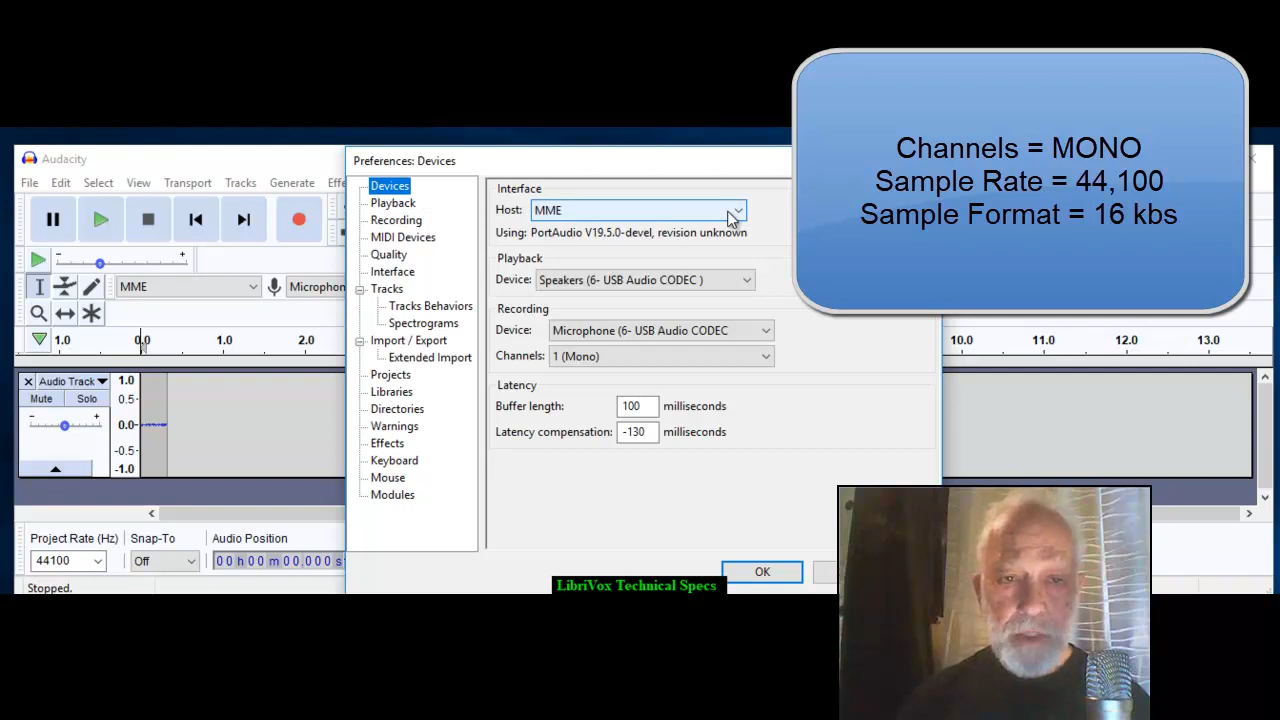 Channels = MONO
Sample Rate = 44,100
Sample Format = 16 kbs
Audacity
File Edit Select View Transport Tracks Generate
MME
Microphon
1.0 0.0 1.0 2.0
10.0 11.0 12.0 13.0
Audio Track
Mute Solo
- +
1.0
0.5-
0.0-
-0.5-
-1.0
Preferences: Devices
Devices
Playback
Recording
MIDI Devices
Quality
Interface
Tracks
Tracks Behaviors
Spectrograms
Import / Export
Extended Import
Projects
Libraries
Directories
Warnings
Effects
Keyboard
Mouse
Modules
Interface
Host: MME
Using: PortAudio V19.5.0-devel, revision unknown
Playback
Device: Speakers (6- USB Audio CODEC )
Recording
Device: Microphone (6- USB Audio CODEC
Channels: 1 (Mono)
Latency
Buffer length: 100 milliseconds
Latency compensation: -130 milliseconds
OK
Project Rate (Hz) Snap-To Audio Position
44100 Off 00 h 00 m 00.000 s
Stopped.
LibriVox Technical Specs